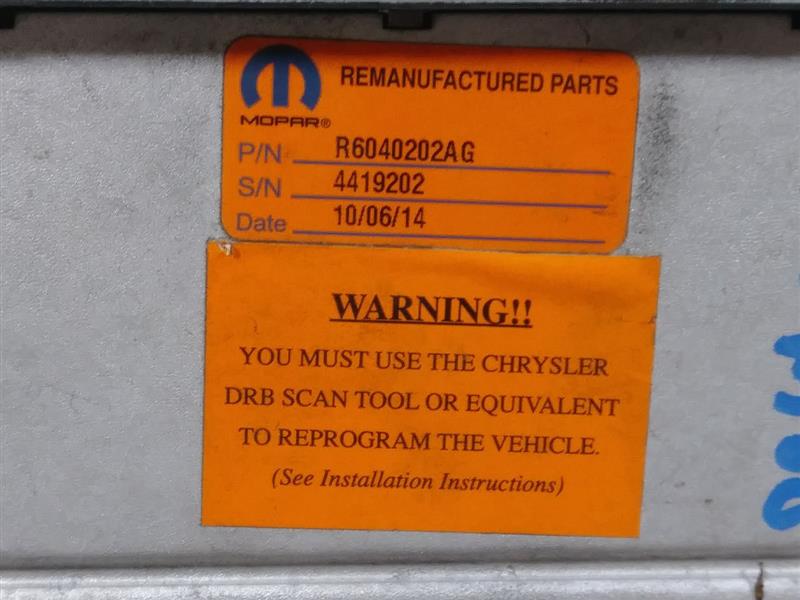 REMANUFACTURED PARTS
MOPAR®
P/N R6040202AG
S/N 4419202
Date 10/06/14
WARNING!!
YOU MUST USE THE CHRYSLER
DRB SCAN TOOL OR EQUIVALENT
TO REPROGRAM THE VEHICLE.
(See Installation Instructions)